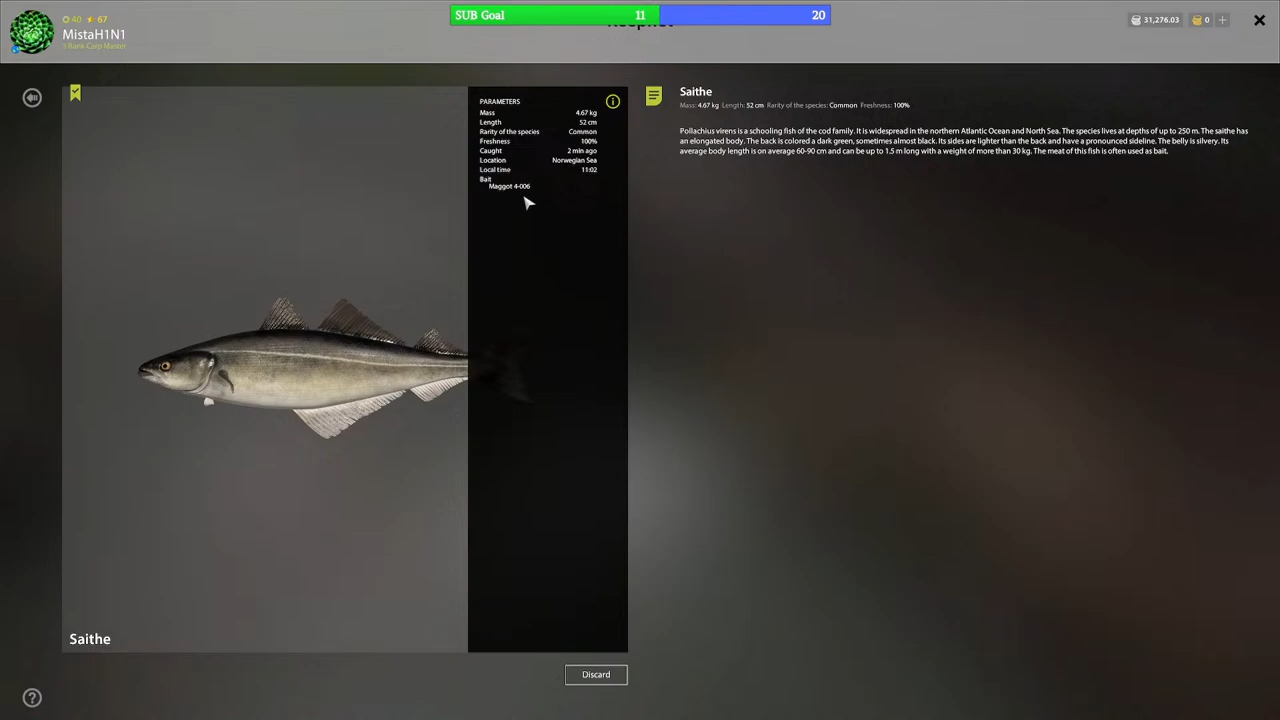 40 67
MistaH1N1
SUB Goal 11 20
31,276.03 0 +
Saithe
Mass: 4.67 kg Length: 52 cm Rarity of the species: Common Freshness: 100%
Pollachius virens is a schooling fish of the cod family. It is widespread in the northern Atlantic Ocean and North Sea. The species lives at depths of up to 250 m. The saithe has
an elongated body. The back is colored a dark green, sometimes almost black. Its sides are lighter than the back and have a pronounced sideline. The belly is silvery. Its
average body length is on average 60-90 cm and can be up to 1.5 m long with a weight of more than 30 kg. The meat of this fish is often used as bait.
PARAMETERS
Mass 4.67 kg
Length 52 cm
Rarity of the species Common
Freshness 100%
Caught 2 min ago
Location Norwegian Sea
Local time 11:02
Bait
Maggot 4-006
Saithe
Discard